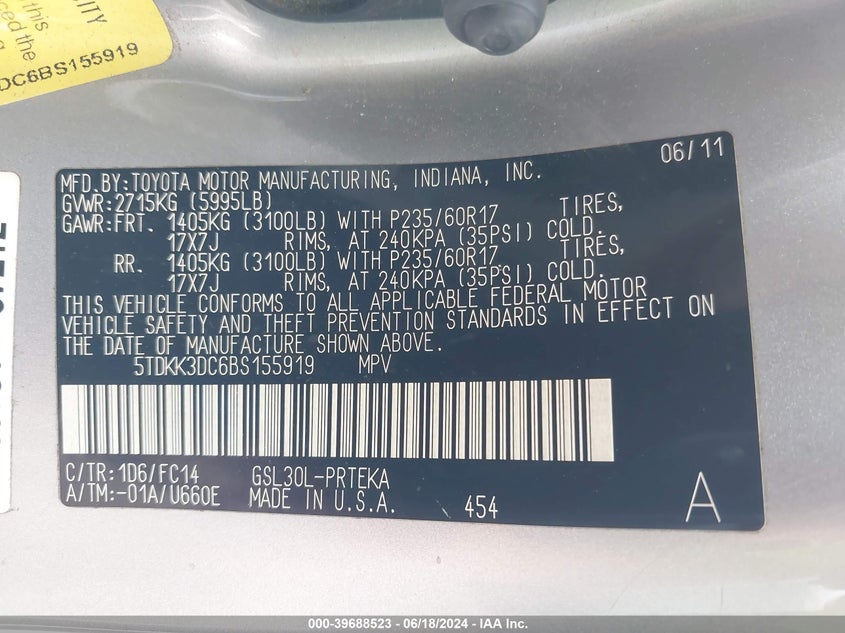 SITY
this
ced the
DC6BS155919
06/11
MFD.BY:TOYOTA MOTOR MANUFACTURING, INDIANA, INC.
GVWR:2715KG (5995LB)
GAWR:FRT. 1405KG (3100LB) WITH P235/60R17 TIRES,
17X7J RIMS, AT 240KPA (35PSI) COLD.
RR. 1405KG (3100LB) WITH P235/60R17 TIRES,
17X7J RIMS, AT 240KPA (35PSI) COLD.
THIS VEHICLE CONFORMS TO ALL APPLICABLE FEDERAL MOTOR
VEHICLE SAFETY AND THEFT PREVENTION STANDARDS IN EFFECT ON
THE DATE OF MANUFACTURE SHOWN ABOVE.
5TDKK3DC6BS155919 MPV
C/TR:1D6/FC14 GSL30L-PRTEKA
A/TM:-01A/U660E MADE IN U.S.A. 454 A
000-39688523 - 06/18/2024 - IAA Inc.